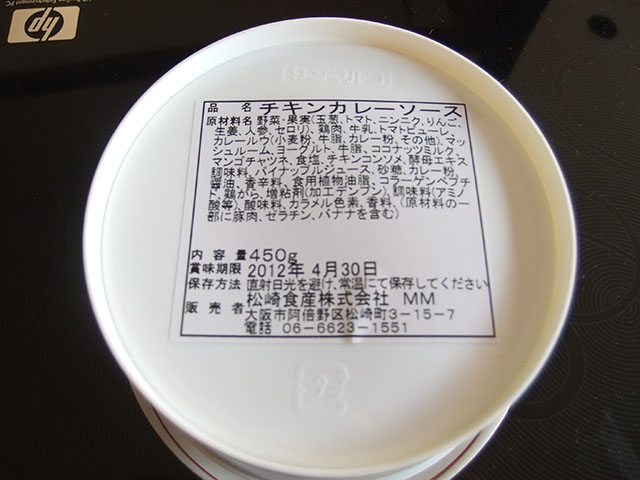 hp
品名 チキンカレーソース
原材料名 野菜・果実(玉葱、トマト、ニンニク、りんご、
生姜、人参、セロリ)、鶏肉、牛乳、トマトピューレ、
カレールウ(小麦粉、牛脂、カレー粉、その他)、マッ
シュルーム、ヨーグルト、牛脂、ココナッツミルク、
マンゴチャツネ、食塩、チキンコンソメ、酵母エキス、
調味料、パイナップルジュース、砂糖、カレー粉、
醤油、香辛料、食用植物油脂、コラーゲンペプチ
ド、鶏がら、増粘剤(加工デンプン)、調味料(アミノ
酸等)、酸味料、カラメル色素、香料、(原材料の一
部に豚肉、ゼラチン、バナナを含む)
内容量 450g
賞味期限 2012年 4月30日
保存方法 直射日光を避け、常温にて保存してください
販売者 松崎食産株式会社 MM
大阪市阿倍野区松崎町3-15-7
電話 06-6623-1551